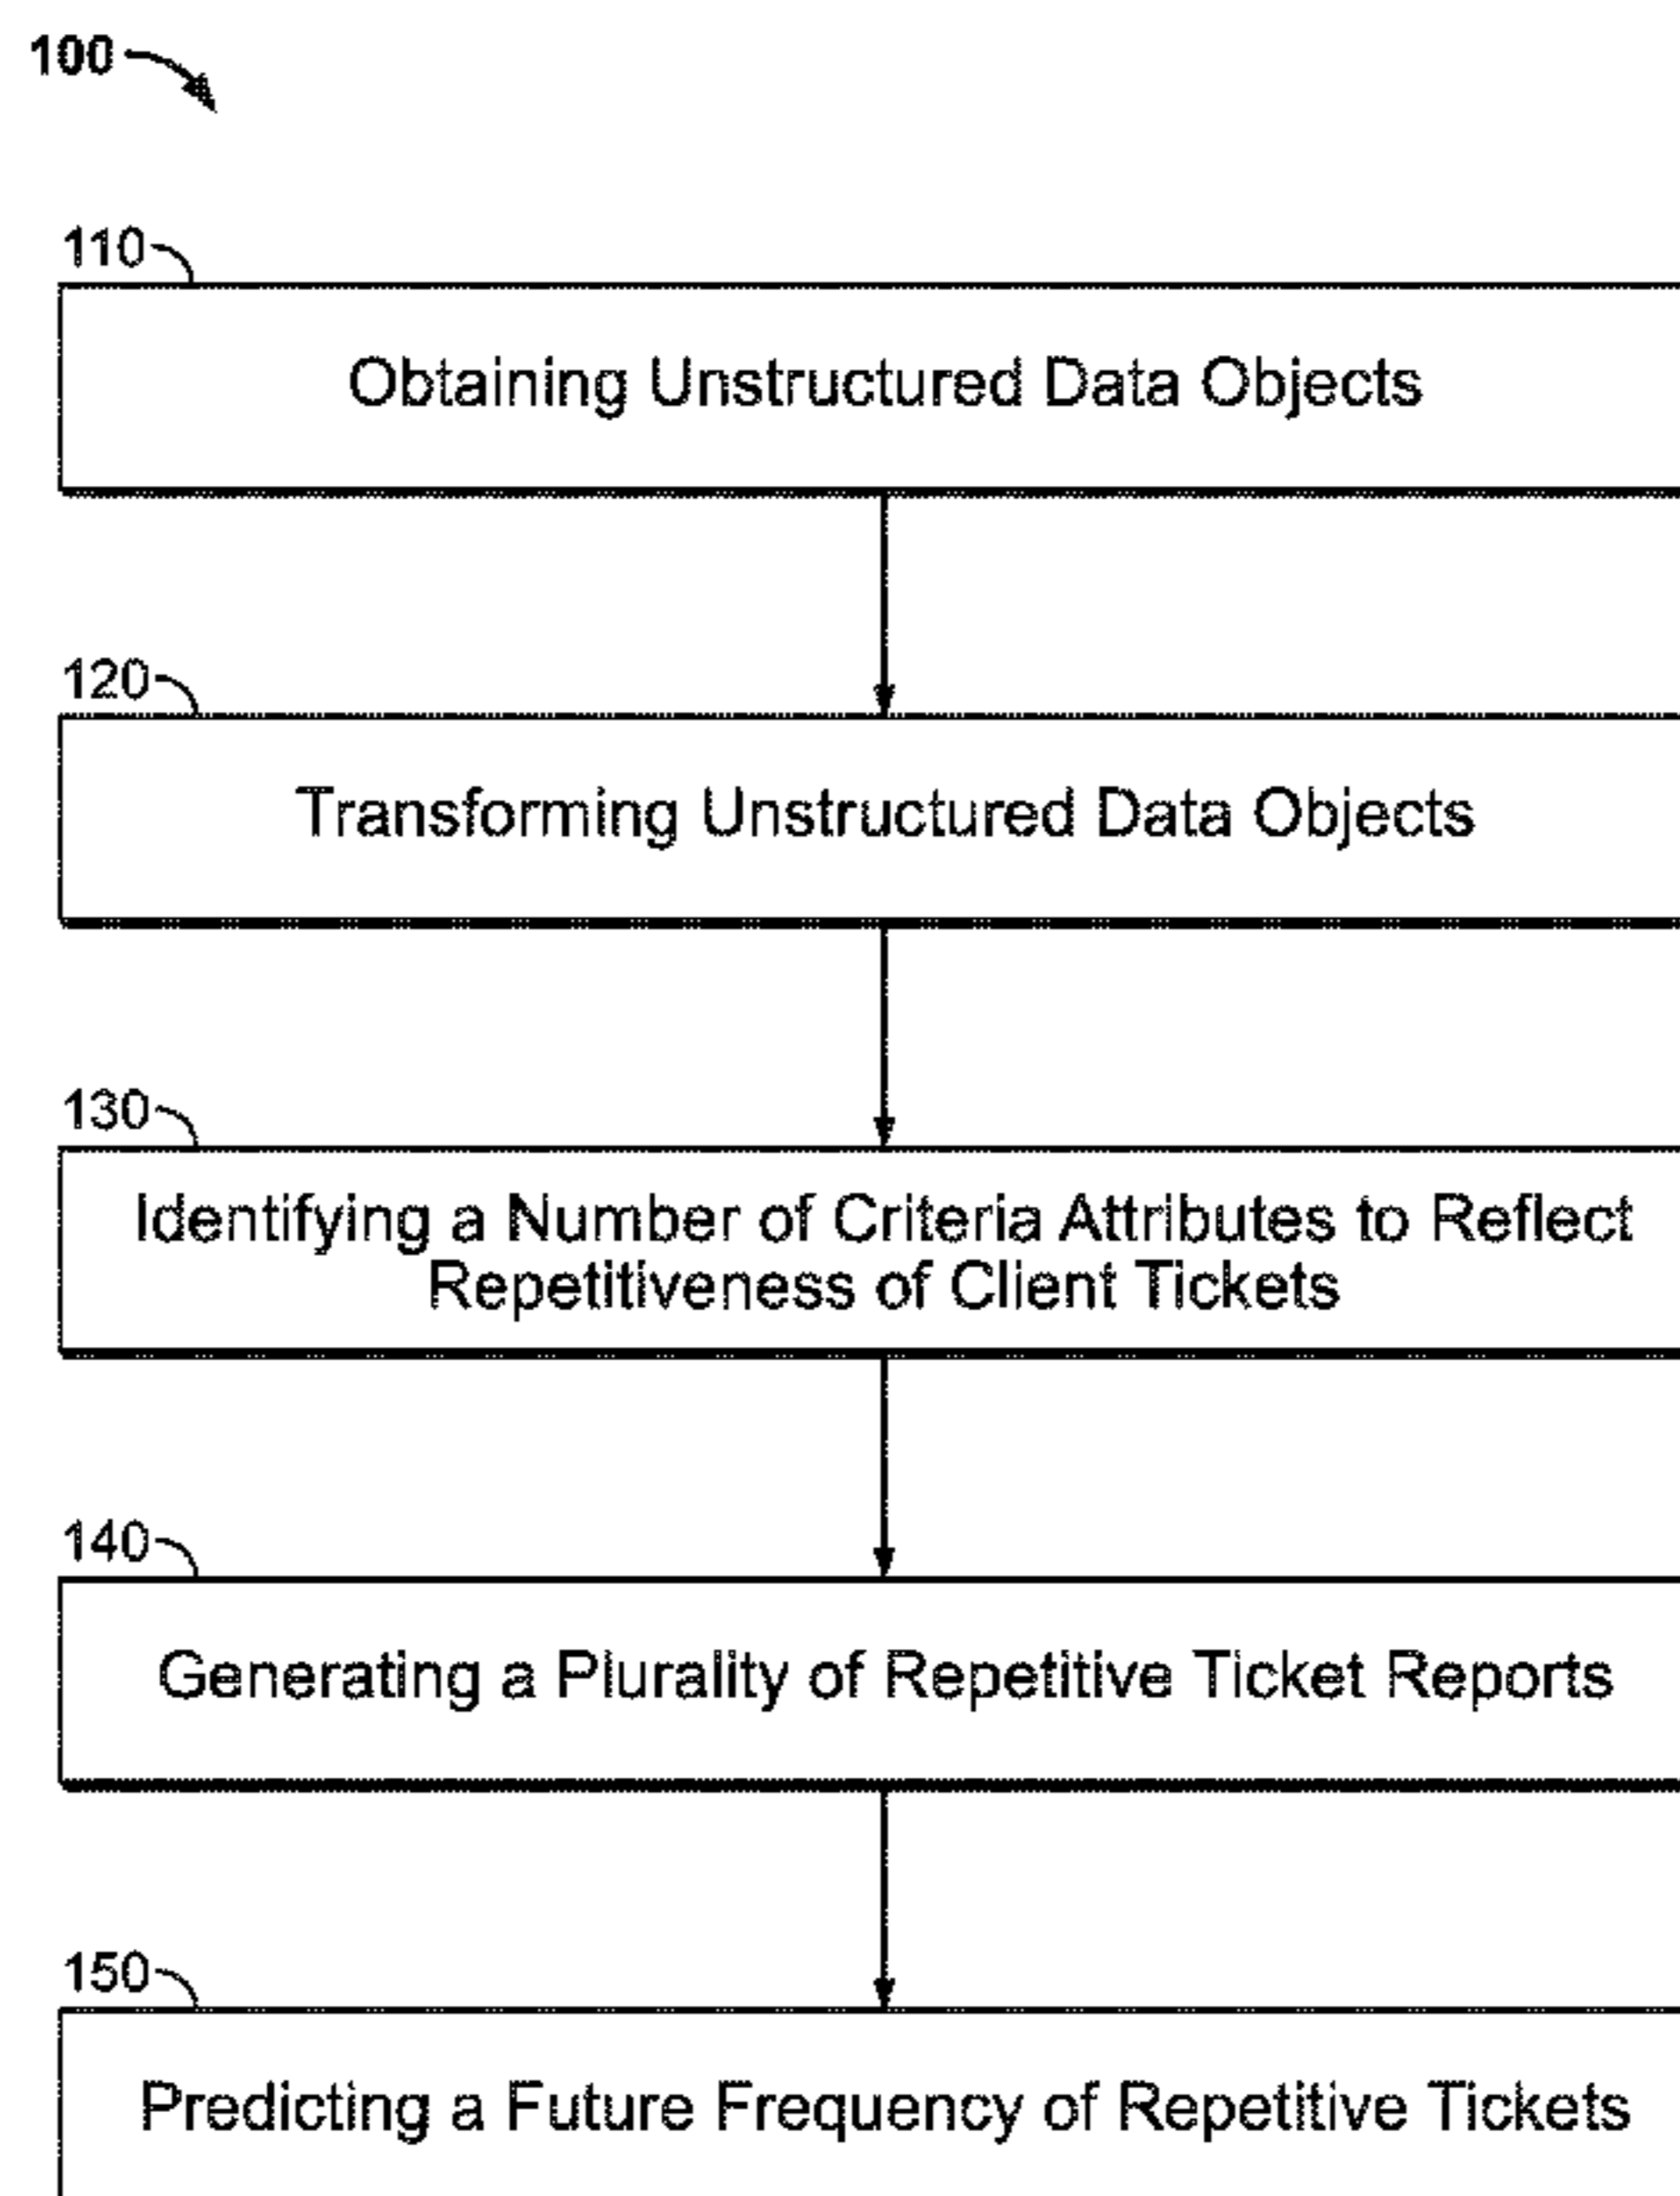 100
110
Obtaining Unstructured Data Objects
120
Transforming Unstructured Data Objects
130
Identifying a Number of Criteria Attributes to Reflect
Repetitiveness of Client Tickets
140
Generating a Plurality of Repetitive Ticket Reports
150
Predicting a Future Frequency of Repetitive Tickets